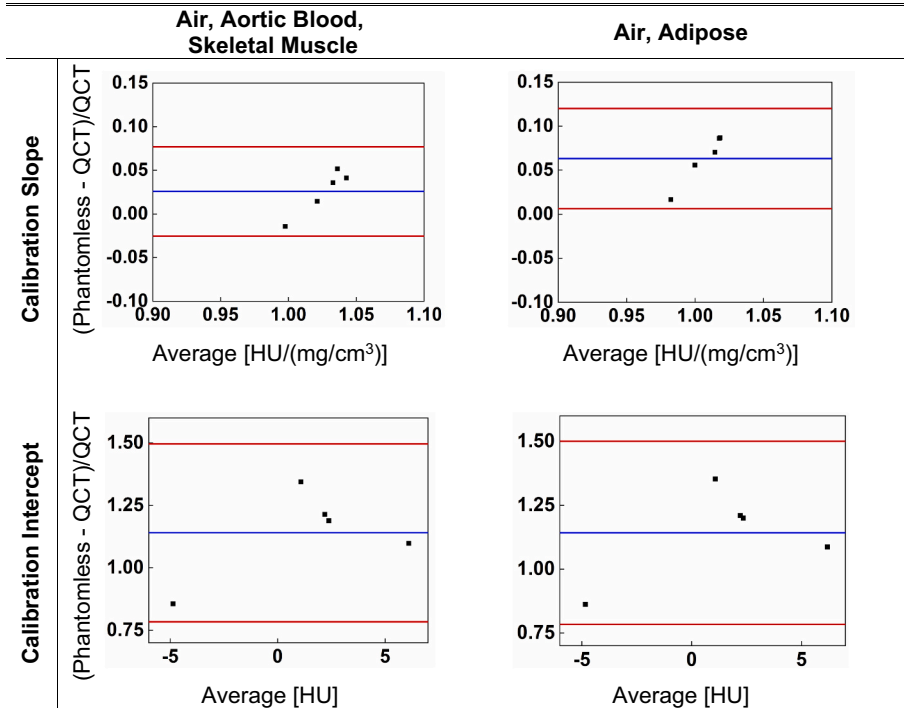 Air, Aortic Blood,
Skeletal Muscle
Air, Adipose
Calibration Slope
(Phantomless - QCT)/QCT
0.15
0.10
0.05
0.00
-0.05
-0.10
0.90 0.95 1.00 1.05 1.10
Average [HU/(mg/cm³)]
0.15
0.10
0.05
0.00
-0.05
-0.10
0.90 0.95 1.00 1.05 1.10
Average [HU/(mg/cm³)]
Calibration Intercept
(Phantomless - QCT)/QCT
1.50
1.25
1.00
0.75
-5 0 5
Average [HU]
1.50
1.25
1.00
0.75
-5 0 5
Average [HU]